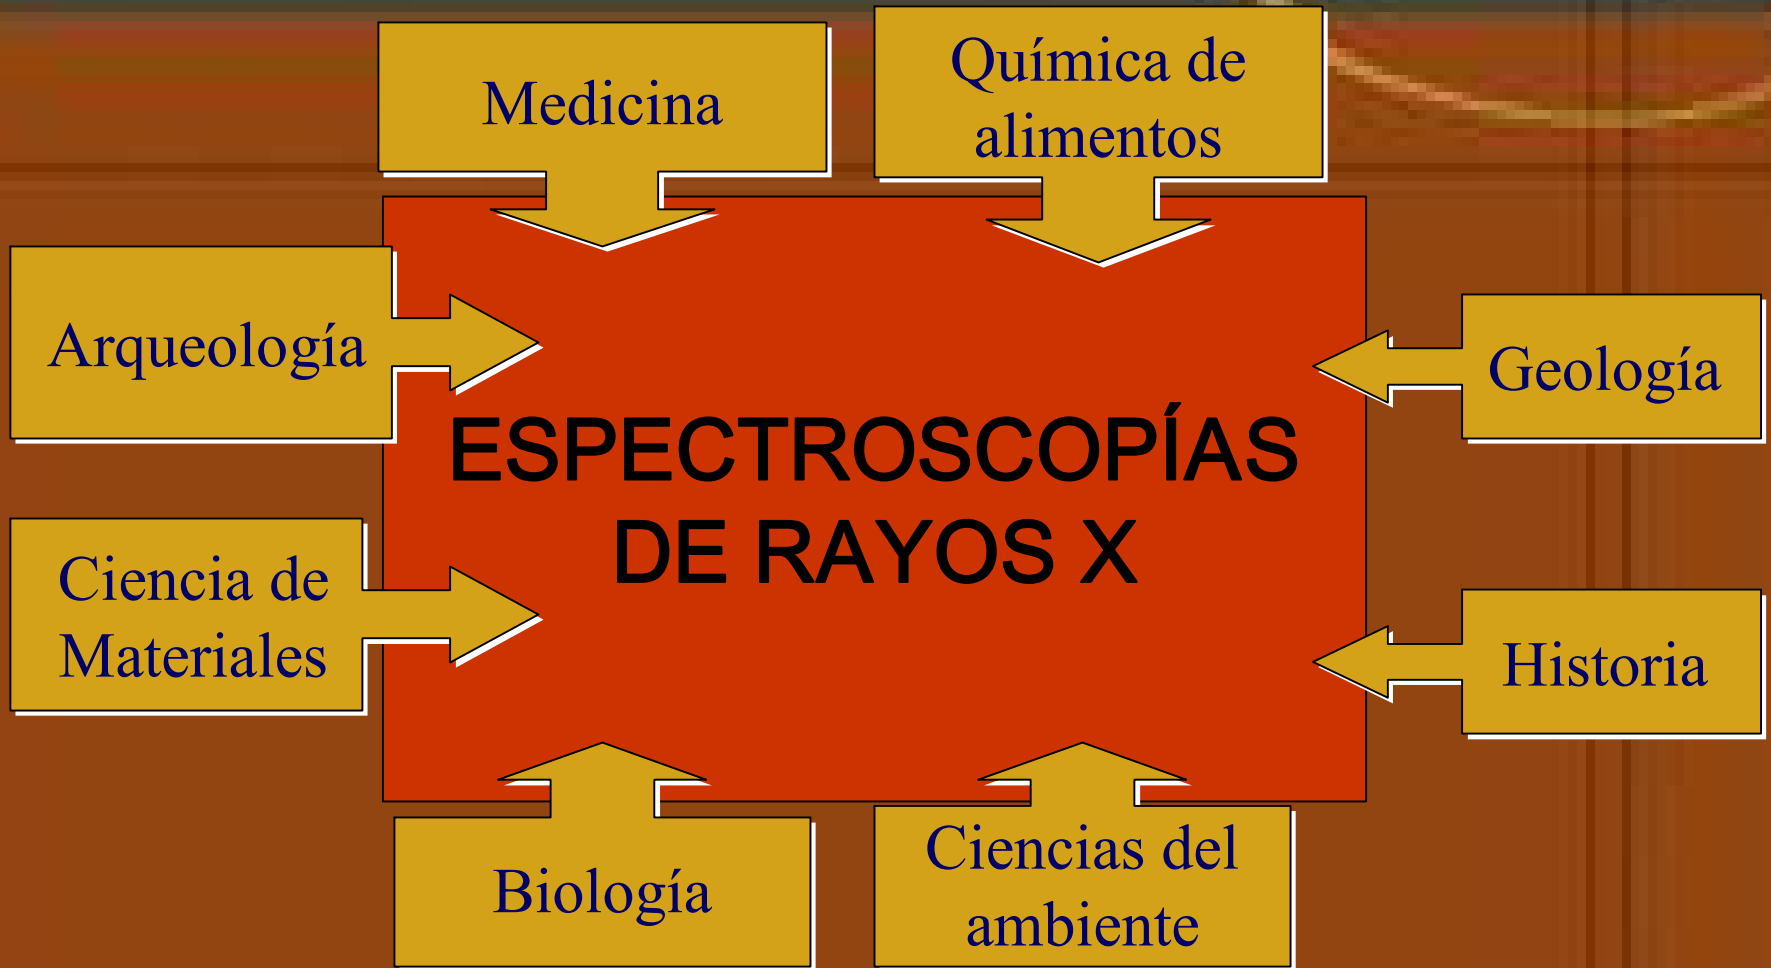 Medicina
Química de
alimentos
Arqueología
Geología
ESPECTROSCOPÍAS
DE RAYOS X
Ciencia de
Materiales
Historia
Biología
Ciencias del
ambiente